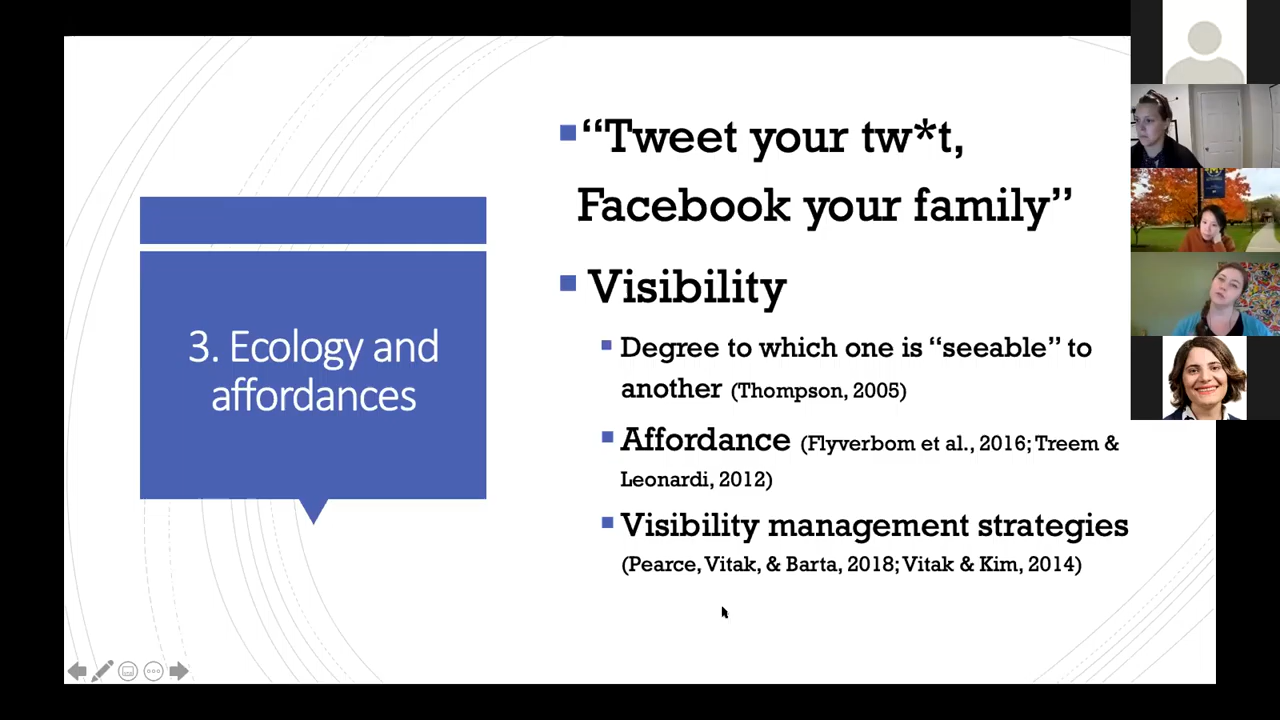 3. Ecology and
affordances
“Tweet your tw*t,
Facebook your family”
Visibility
Degree to which one is “seeable” to
another (Thompson, 2005)
Affordance (Flyverbom et al., 2016; Treem &
Leonardi, 2012)
Visibility management strategies
(Pearce, Vitak, & Barta, 2018; Vitak & Kim, 2014)